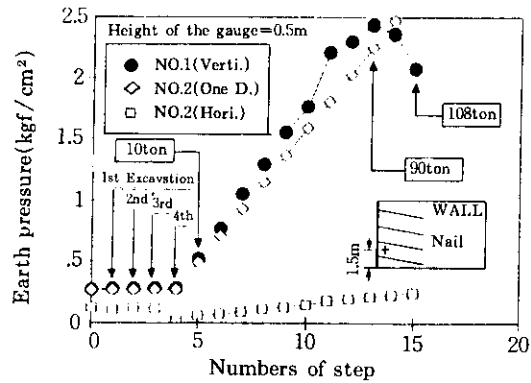 Height of the gauge=0.5m
NO.1(Verti.)
NO.2(One D.)
NO.2(Hori.)
10ton
1st Excavstion
2nd
3rd
4th
108ton
90ton
WALL
Nail
1.5m
Earth pressure(kgf/cm²)
2.5
2
1.5
1
.5
0
0 5 10 15 20
Numbers of step